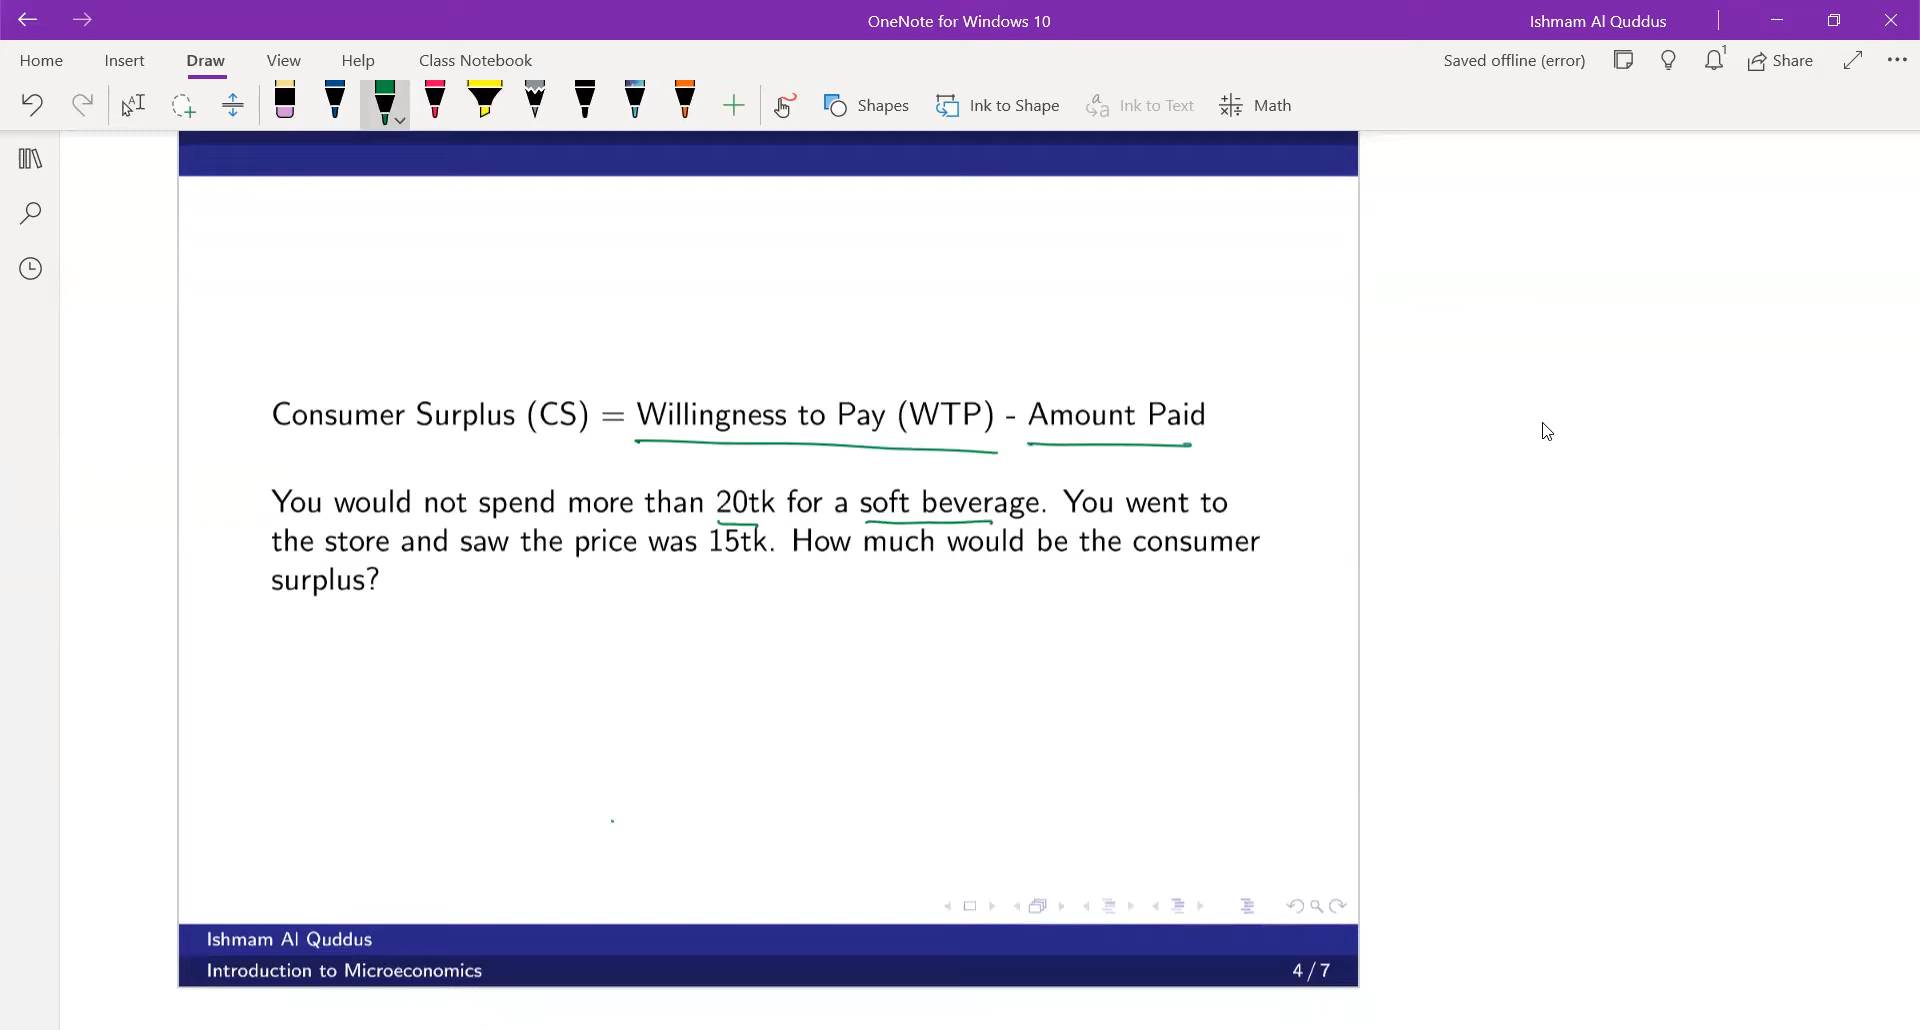 OneNote for Windows 10
Ishmam Al Quddus
Home Insert Draw View Help Class Notebook
Saved offline (error) 1 Share
Shapes Ink to Shape Ink to Text Math
Consumer Surplus (CS) = Willingness to Pay (WTP) - Amount Paid
You would not spend more than 20tk for a soft beverage. You went to
the store and saw the price was 15tk. How much would be the consumer
surplus?
Ishmam Al Quddus
Introduction to Microeconomics
4 / 7